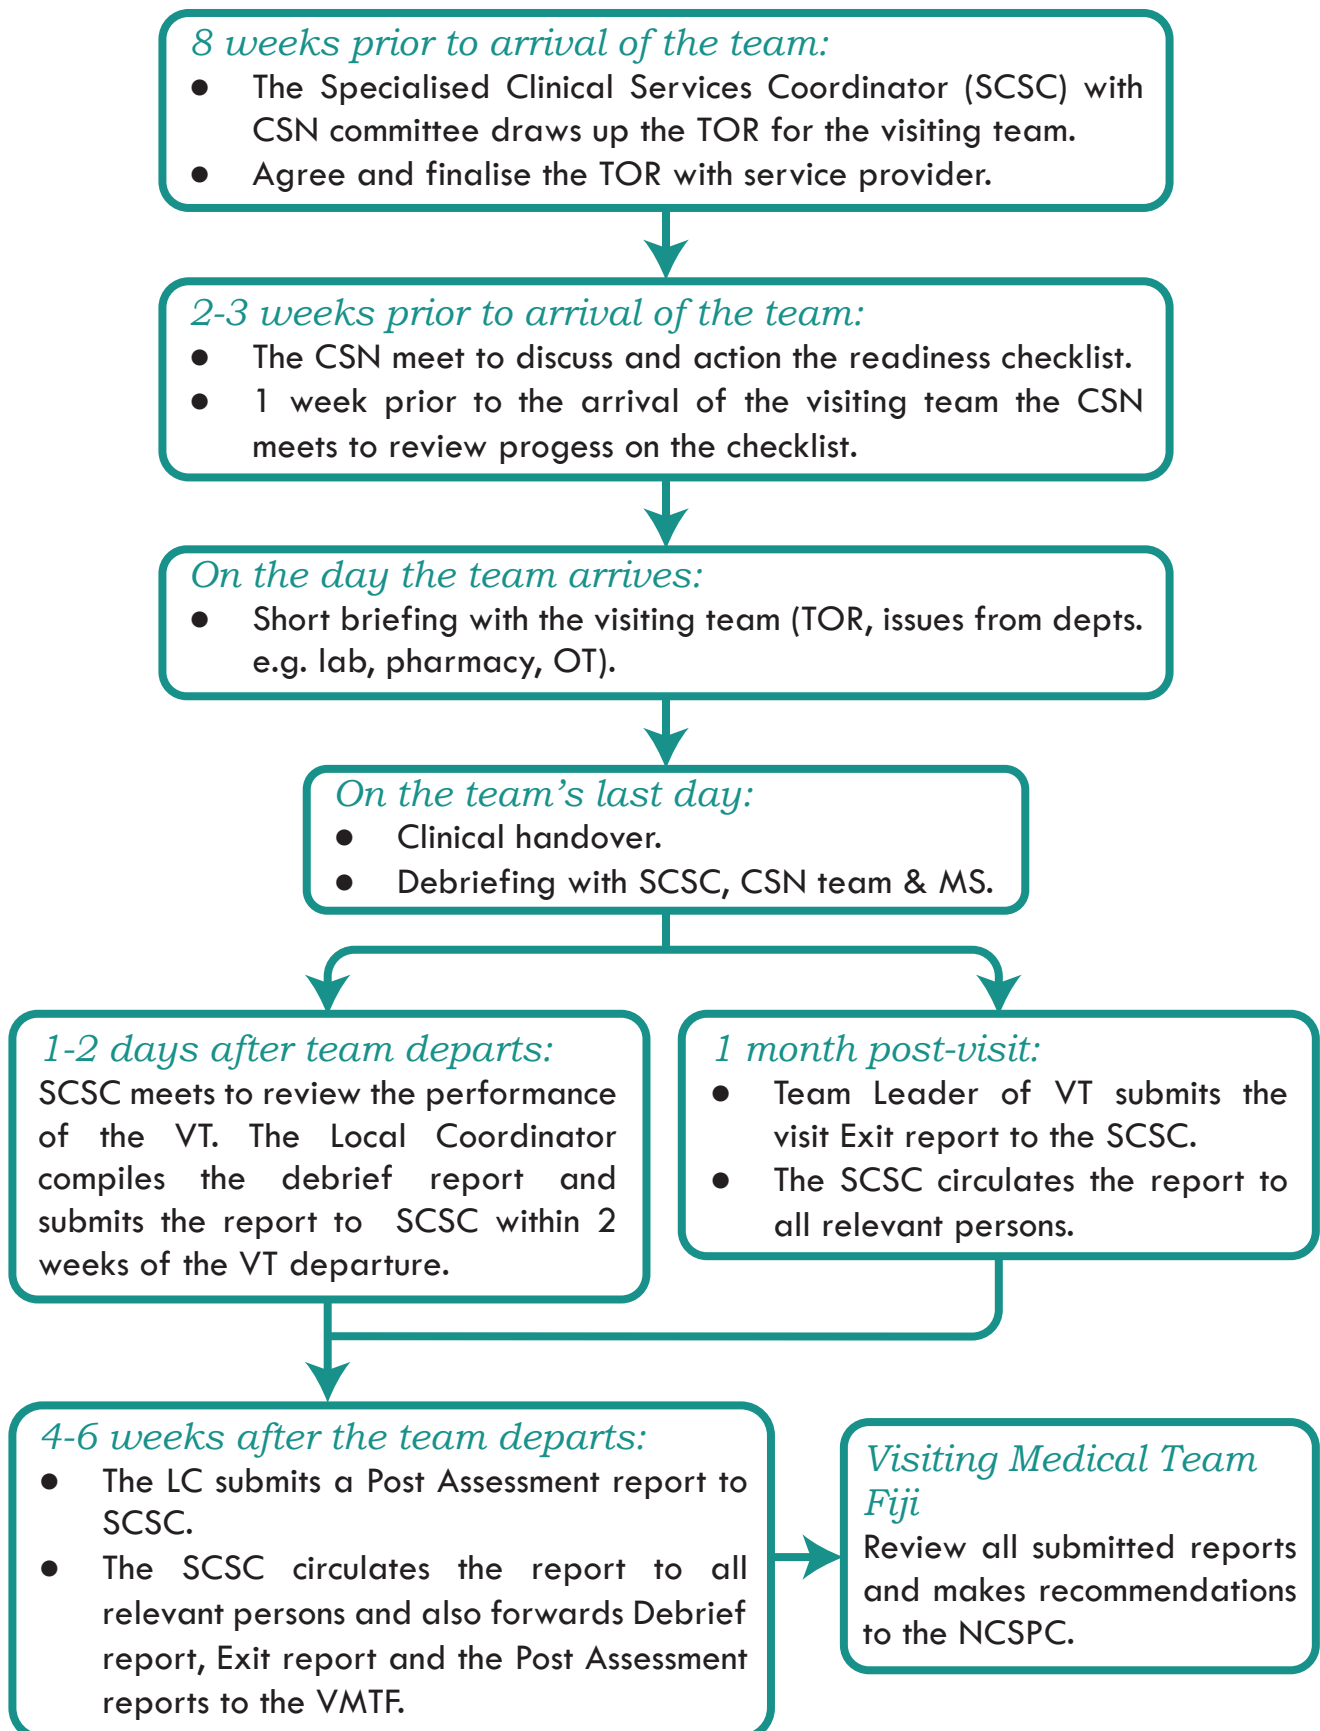 8 weeks prior to arrival of the team:
● The Specialised Clinical Services Coordinator (SCSC) with
CSN committee draws up the TOR for the visiting team.
● Agree and finalise the TOR with service provider.
2-3 weeks prior to arrival of the team:
● The CSN meet to discuss and action the readiness checklist.
● 1 week prior to the arrival of the visiting team the CSN
meets to review progess on the checklist.
On the day the team arrives:
● Short briefing with the visiting team (TOR, issues from depts.
e.g. lab, pharmacy, OT).
On the team’s last day:
● Clinical handover.
● Debriefing with SCSC, CSN team & MS.
1-2 days after team departs:
SCSC meets to review the performance
of the VT. The Local Coordinator
compiles the debrief report and
submits the report to SCSC within 2
weeks of the VT departure.
1 month post-visit:
● Team Leader of VT submits the
visit Exit report to the SCSC.
● The SCSC circulates the report to
all relevant persons.
4-6 weeks after the team departs:
● The LC submits a Post Assessment report to
SCSC.
● The SCSC circulates the report to all
relevant persons and also forwards Debrief
report, Exit report and the Post Assessment
reports to the VMTF.
Visiting Medical Team
Fiji
Review all submitted reports
and makes recommendations
to the NCSPC.